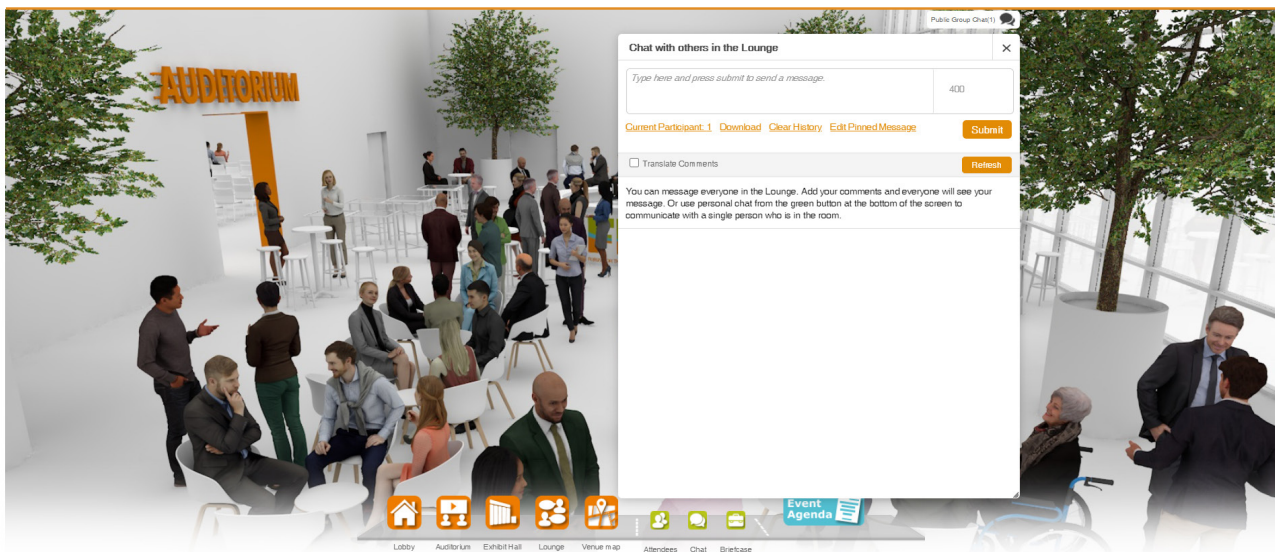 Public Group Chat(1)
Chat with others in the Lounge
AUDITORIUM
Type here and press submit to send a message.
400
Current Participant: 1 Download Clear History Edit Pinned Message
Submit
Translate Comments
Refresh
You can message everyone in the Lounge. Add your comments and everyone will see your
message. Or use personal chat from the green button at the bottom of the screen to
communicate with a single person who is in the room.
Event
Agenda
Lobby Auditorium Exhibit Hall Lounge Venue map Attendees Chat Briefcase